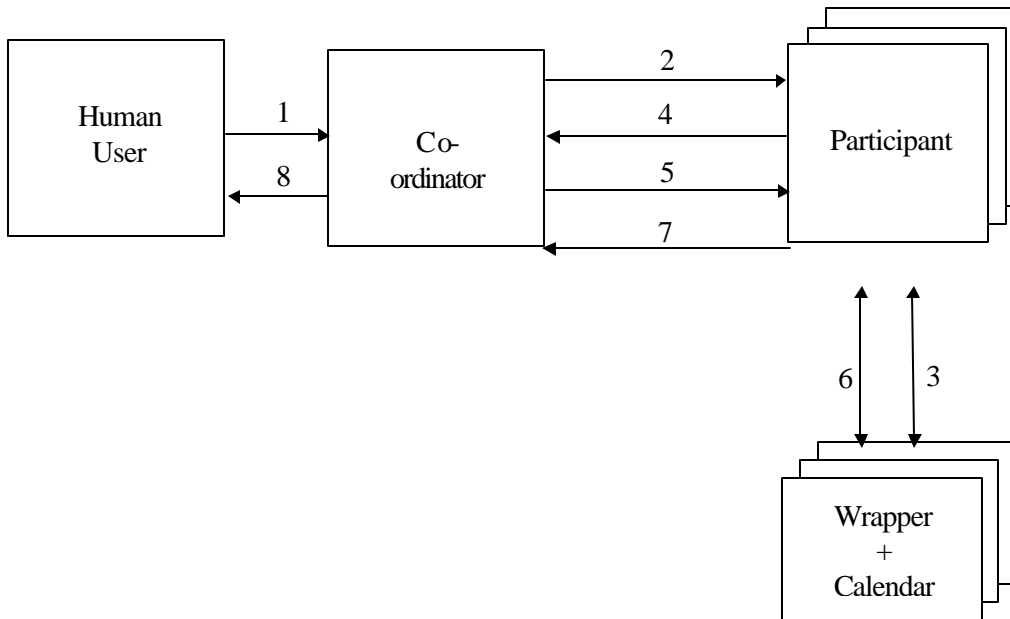 Human
User
1
8
Co-
ordinator
2
4
5
7
Participant
6
3
Wrapper
+
Calendar